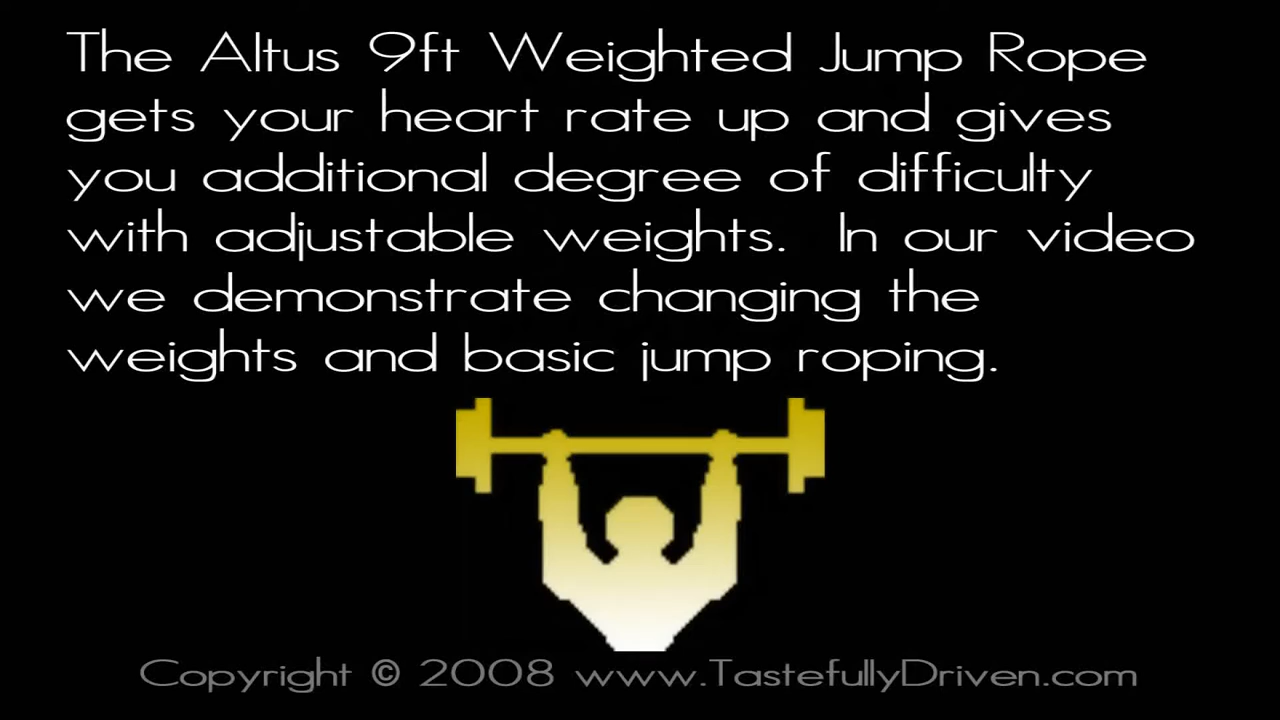 The Altus 9ft Weighted Jump Rope
gets your heart rate up and gives
you additional degree of difficulty
with adjustable weights.  In our video
we demonstrate changing the
weights and basic jump roping.
Copyright © 2008 www.TastefullyDriven.com